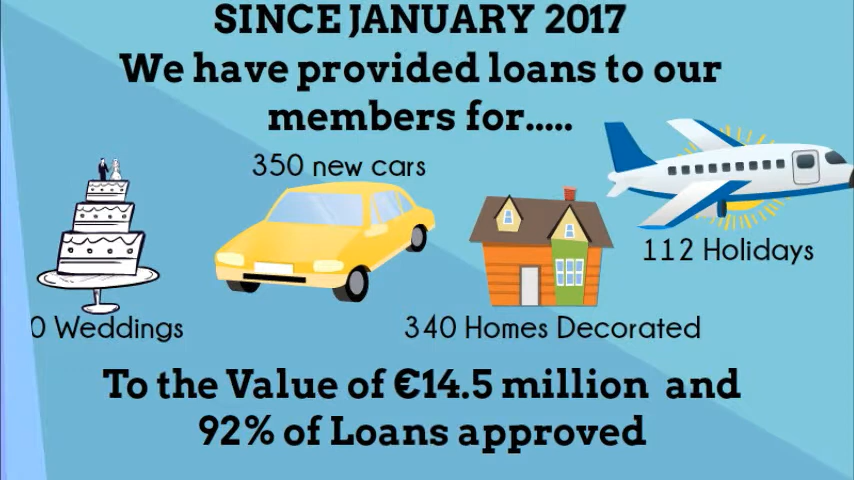 SINCE JANUARY 2017
We have provided loans to our
members for.....
350 new cars
112 Holidays
0 Weddings
340 Homes Decorated
To the Value of €14.5 million and
92% of Loans approved